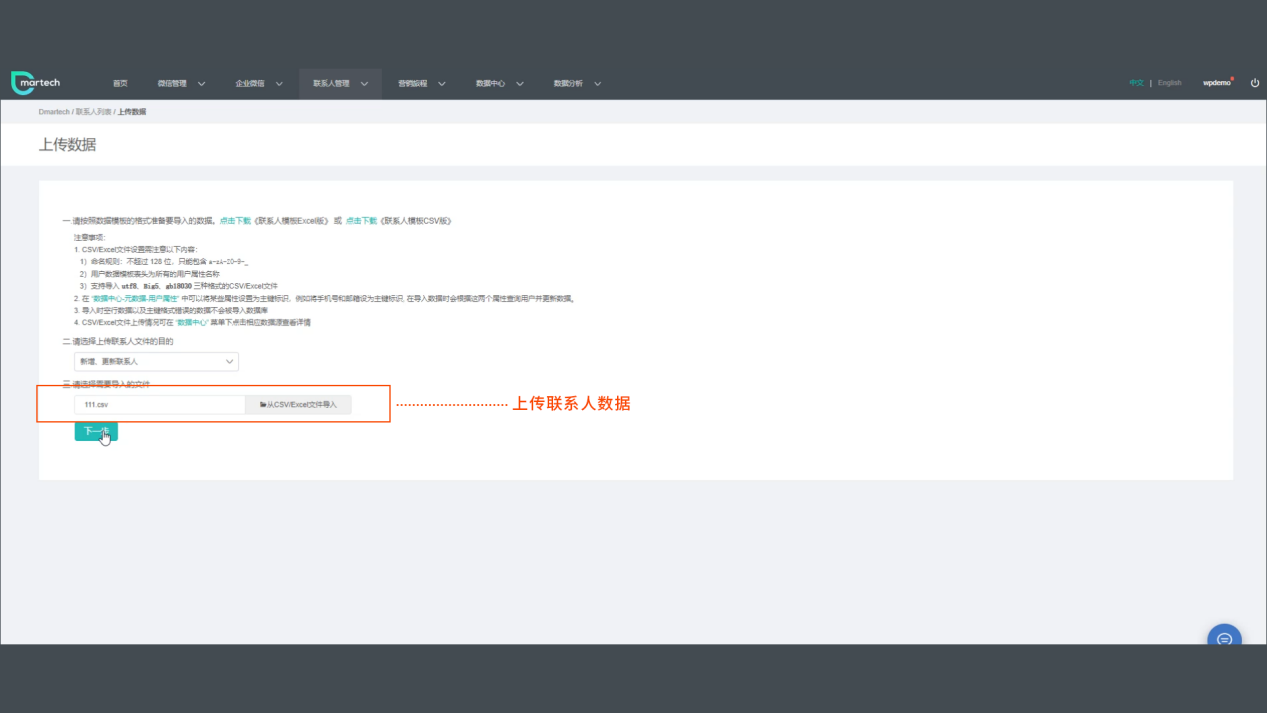 Dmartech
首页 微信管理 企业微信 联系人管理 营销旅程 数据中心 数据分析 中文 | English wpdemo
Dmartech / 联系人列表 / 上传数据
上传数据
一.请按照数据模板的格式准备要导入的数据。点击下载《联系人模板Excel版》 或 点击下载《联系人模板CSV版》
注意事项:
1. CSV/Excel文件设置需注意以下内容:
1）命名规则：不超过 128 位，只能包含 a-zA-Z0-9-_
2）用户数据模板表头为所有的用户属性名称
3）支持导入 utf8、Big5、gb18030 三种格式的CSV/Excel文件
2. 在 “数据中心-元数据-用户属性” 中可以将某些属性设置为主键标识，例如将手机号和邮箱设为主键标识, 在导入数据时会根据这两个属性查询用户并更新数据。
3. 导入时空行数据以及主键格式错误的数据不会被导入数据库
4. CSV/Excel文件上传情况可在 “数据中心” 菜单下点击相应数据源查看详情
二.请选择上传联系人文件的目的
新增、更新联系人
三.请选择需要导入的文件
111.csv 从CSV/Excel文件导入 上传联系人数据
下一步